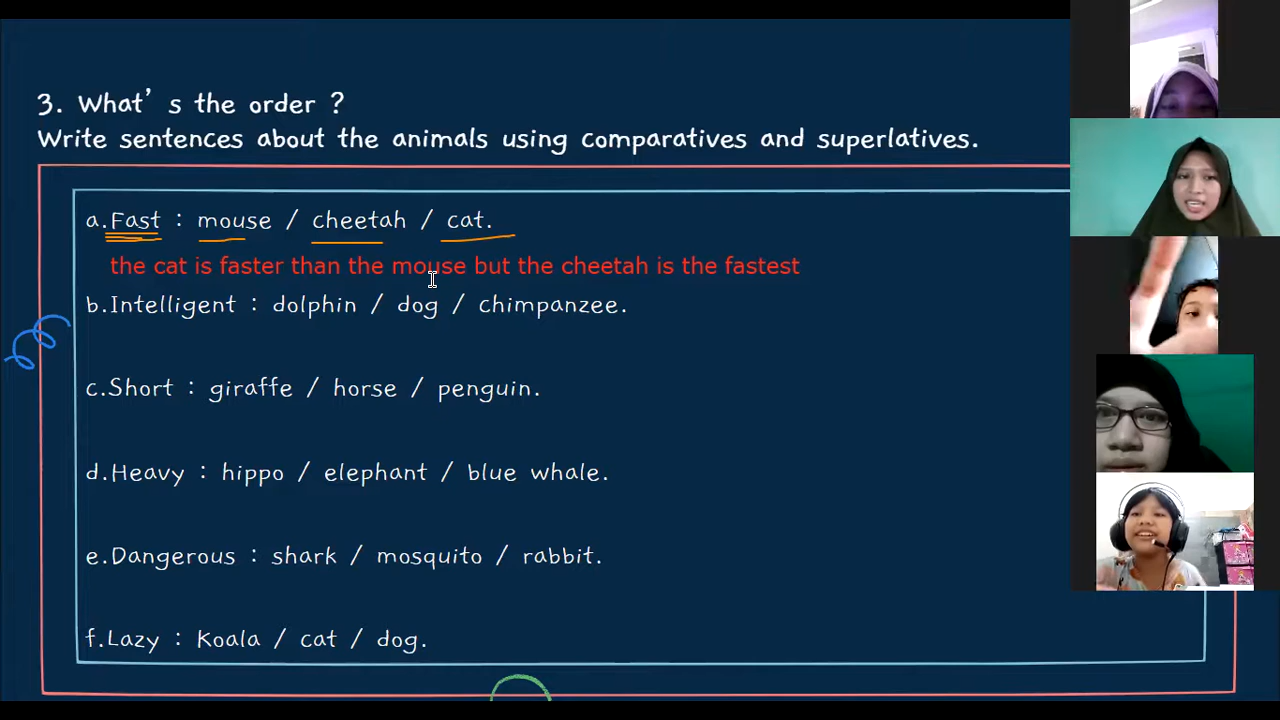 3. What's the order ?
Write sentences about the animals using comparatives and superlatives.
a.Fast : mouse / cheetah / cat.
the cat is faster than the mouse but the cheetah is the fastest
b.Intelligent : dolphin / dog / chimpanzee.
c.Short : giraffe / horse / penguin.
d.Heavy : hippo / elephant / blue whale.
e.Dangerous : shark / mosquito / rabbit.
f.Lazy : Koala / cat / dog.